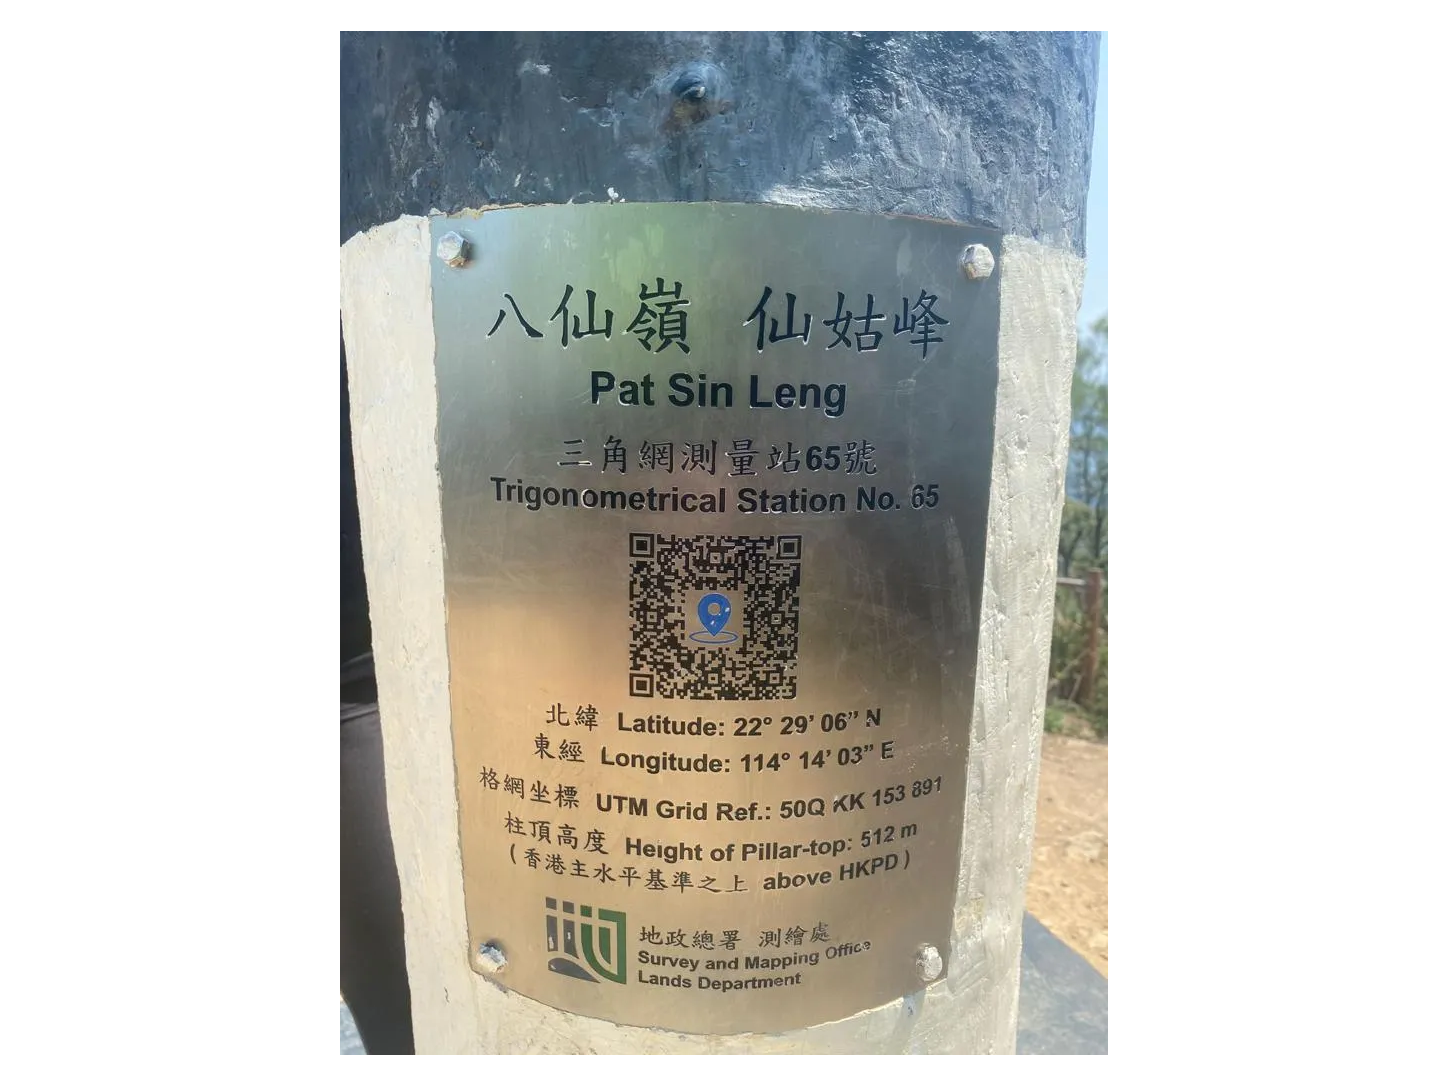 八仙嶺 仙姑峰
Pat Sin Leng
三角網測量站65號
Trigonometrical Station No. 65
北緯 Latitude: 22° 29’ 06” N
東經 Longitude: 114° 14’ 03” E
格網坐標 UTM Grid Ref.: 50Q KK 153 891
柱頂高度 Height of Pillar-top: 512 m
(香港主水平基準之上 above HKPD)
地政總署 測繪處
Survey and Mapping Office
Lands Department